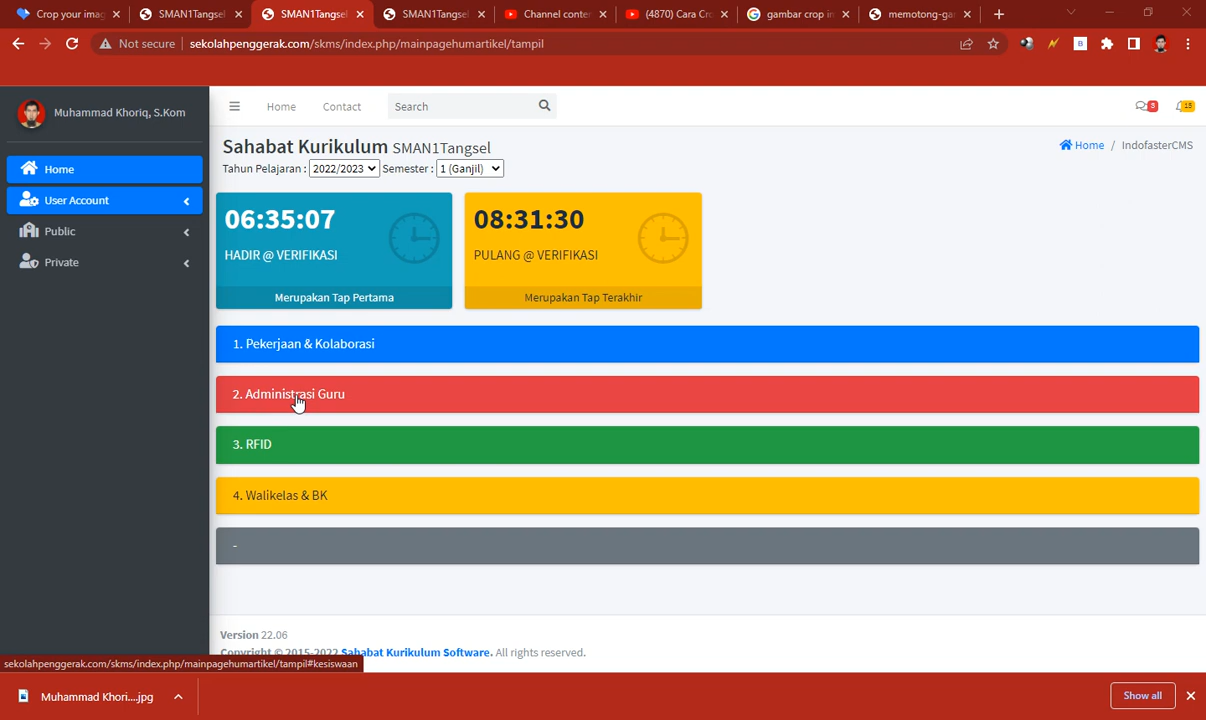 Crop your imag
SMAN1Tangsel
SMAN1Tangsel
SMAN1Tangsel
Channel conten
(4870) Cara Cro
gambar crop in
memotong-gam
Not secure
sekolahpenggerak.com/skms/index.php/mainpagehumartikel/tampil
Muhammad Khoriq, S.Kom
Home
User Account
Public
Private
Home Contact Search 3 15
Sahabat Kurikulum SMAN1Tangsel
Home / IndofasterCMS
Tahun Pelajaran : 2022/2023 Semester : 1 (Ganjil)
06:35:07
HADIR @ VERIFIKASI
Merupakan Tap Pertama
08:31:30
PULANG @ VERIFIKASI
Merupakan Tap Terakhir
1. Pekerjaan & Kolaborasi
2. Administrasi Guru
3. RFID
4. Walikelas & BK
-
Version 22.06
Copyright © 2015-2022 Sahabat Kurikulum Software. All rights reserved.
sekolahpenggerak.com/skms/index.php/mainpagehumartikel/tampil#kesiswaan
Muhammad Khori....jpg
Show all